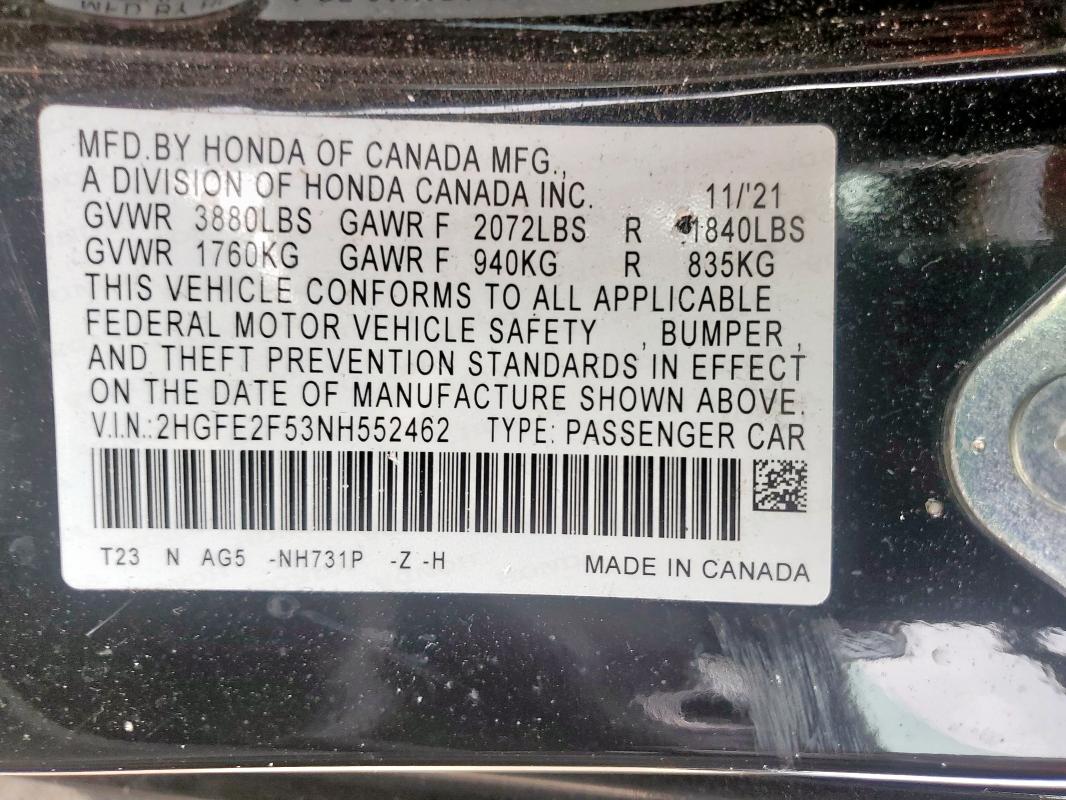 MFD.BY HONDA OF CANADA MFG.,
A DIVISION OF HONDA CANADA INC. 11/'21
GVWR 3880LBS GAWR F 2072LBS R 1840LBS
GVWR 1760KG GAWR F 940KG R 835KG
THIS VEHICLE CONFORMS TO ALL APPLICABLE
FEDERAL MOTOR VEHICLE SAFETY , BUMPER ,
AND THEFT PREVENTION STANDARDS IN EFFECT
ON THE DATE OF MANUFACTURE SHOWN ABOVE.
V.I.N.:2HGFE2F53NH552462 TYPE: PASSENGER CAR
T23 N AG5 -NH731P -Z -H MADE IN CANADA